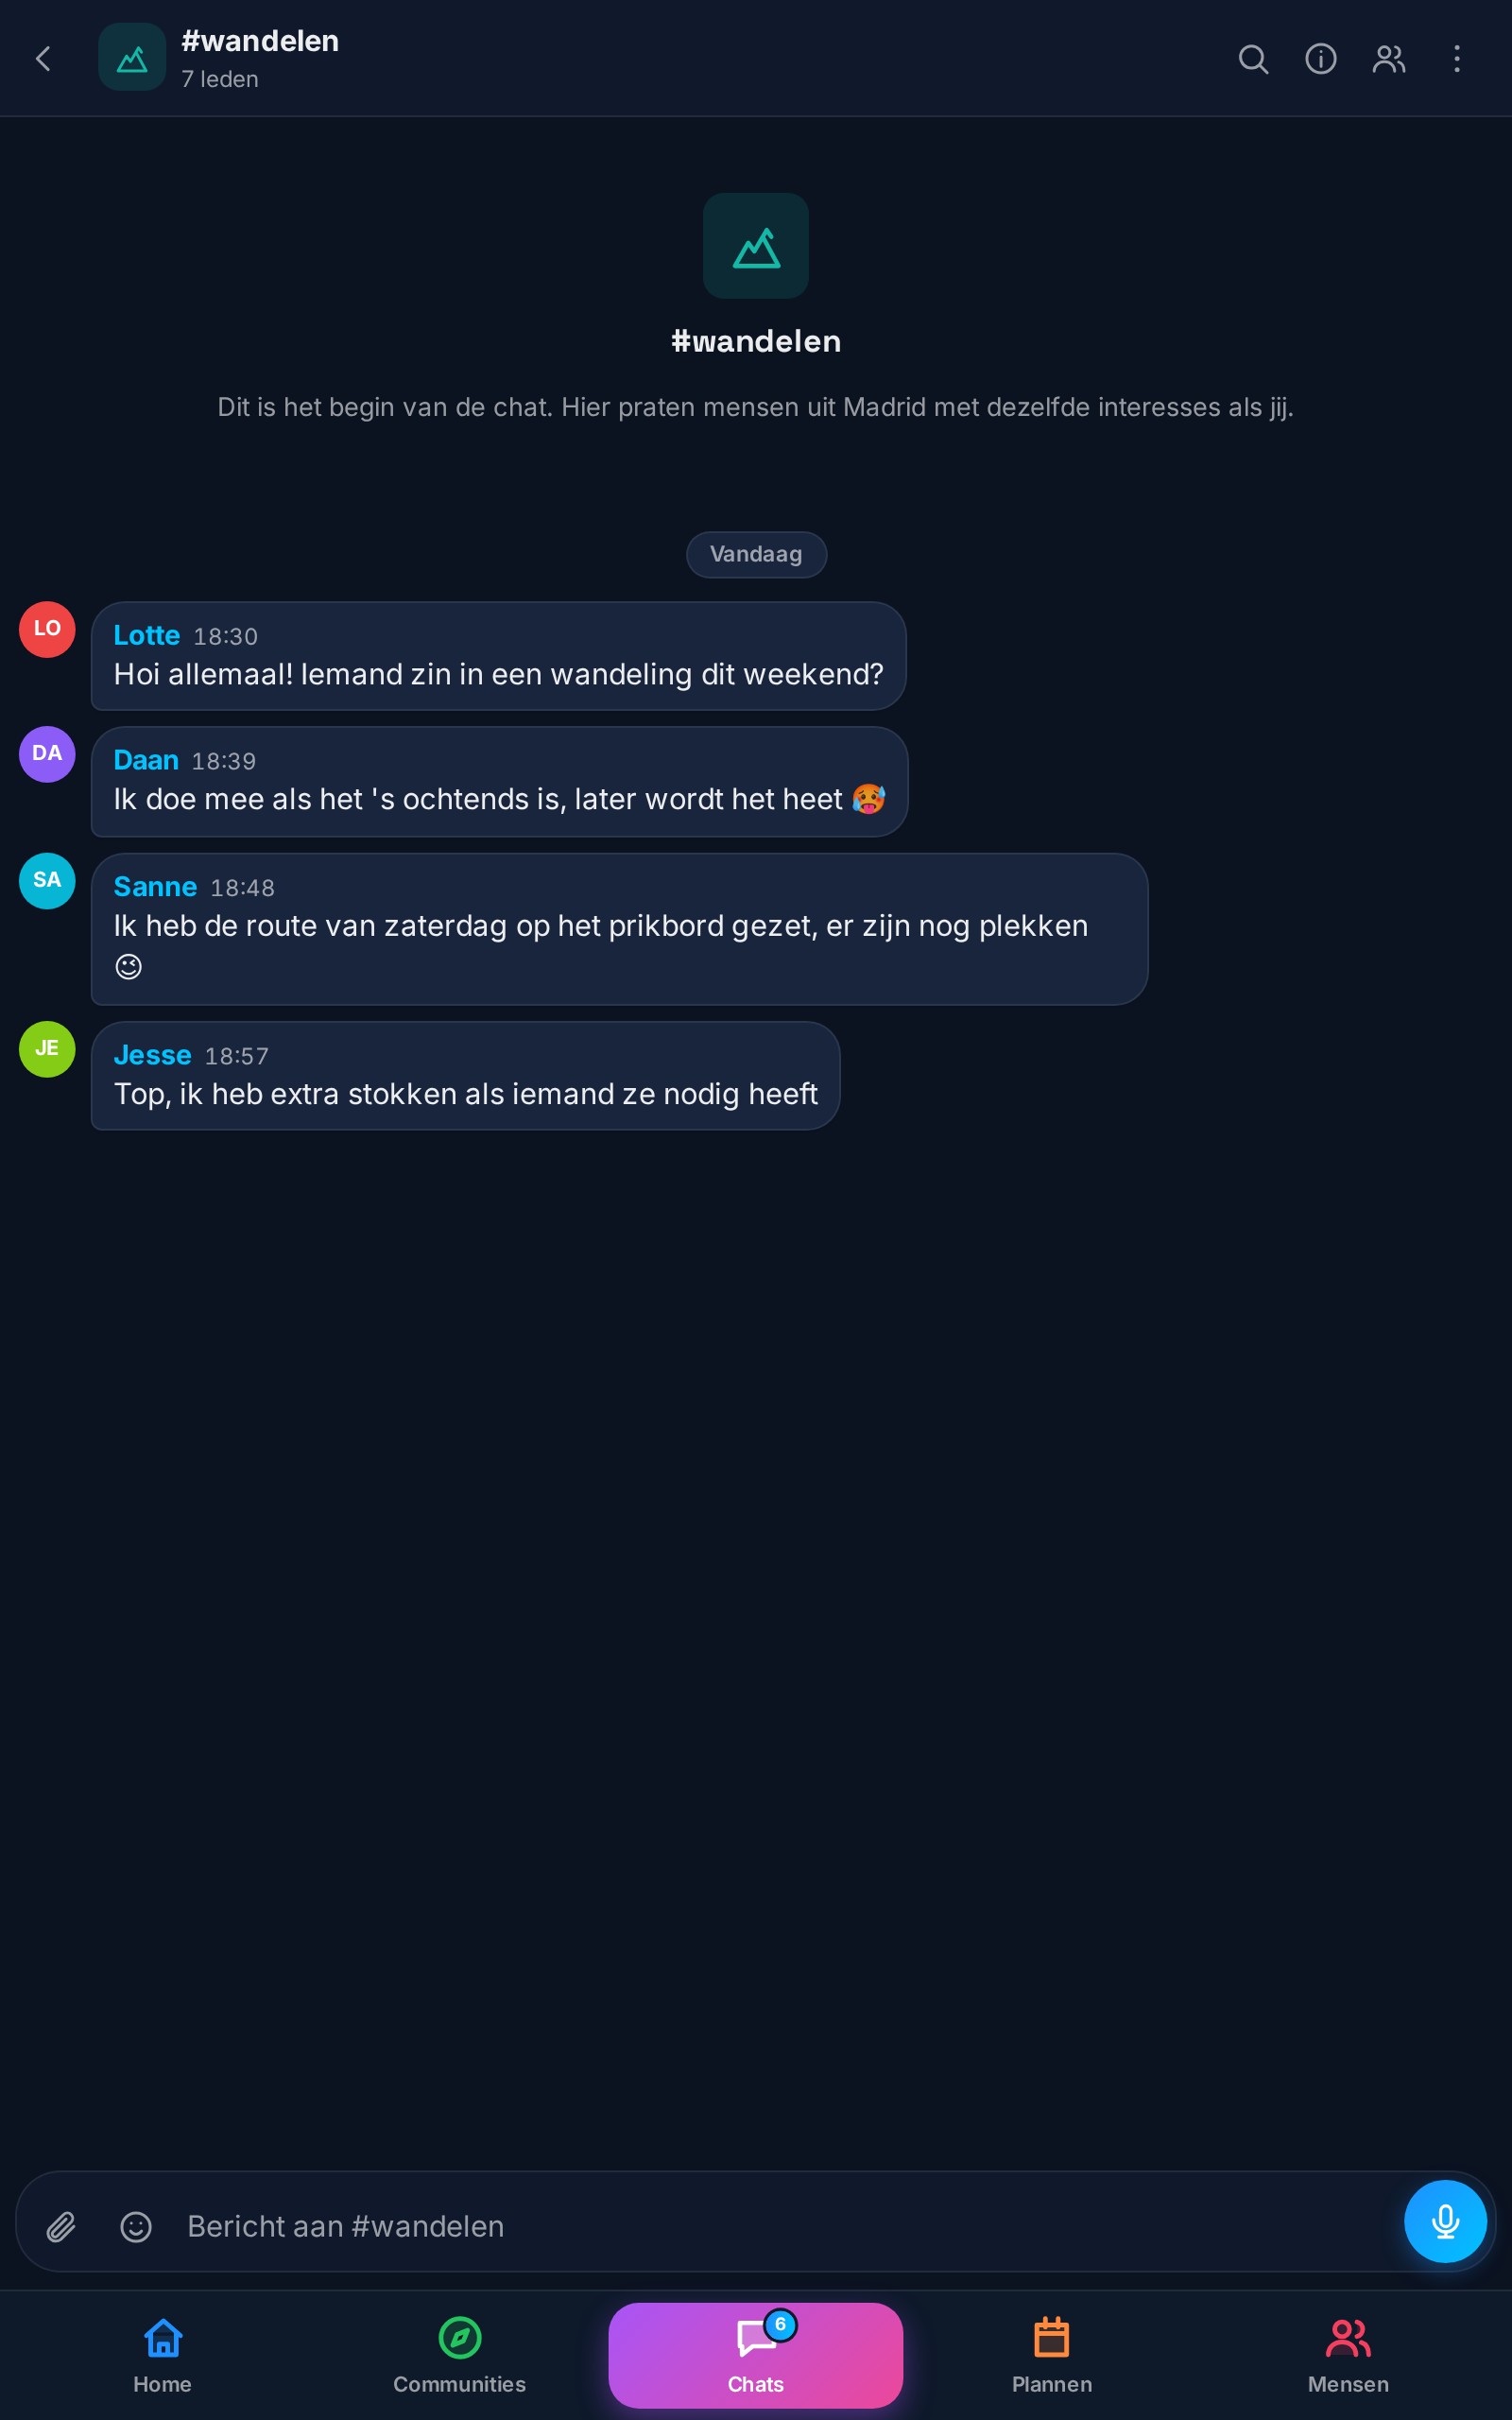 #wandelen
7 leden
#wandelen
Dit is het begin van de chat. Hier praten mensen uit Madrid met dezelfde interesses als jij.
Vandaag
LO
Lotte 18:30
Hoi allemaal! Iemand zin in een wandeling dit weekend?
DA
Daan 18:39
Ik doe mee als het 's ochtends is, later wordt het heet 🥵
SA
Sanne 18:48
Ik heb de route van zaterdag op het prikbord gezet, er zijn nog plekken
😉
JE
Jesse 18:57
Top, ik heb extra stokken als iemand ze nodig heeft
Bericht aan #wandelen
6
Home
Communities
Chats
Plannen
Mensen